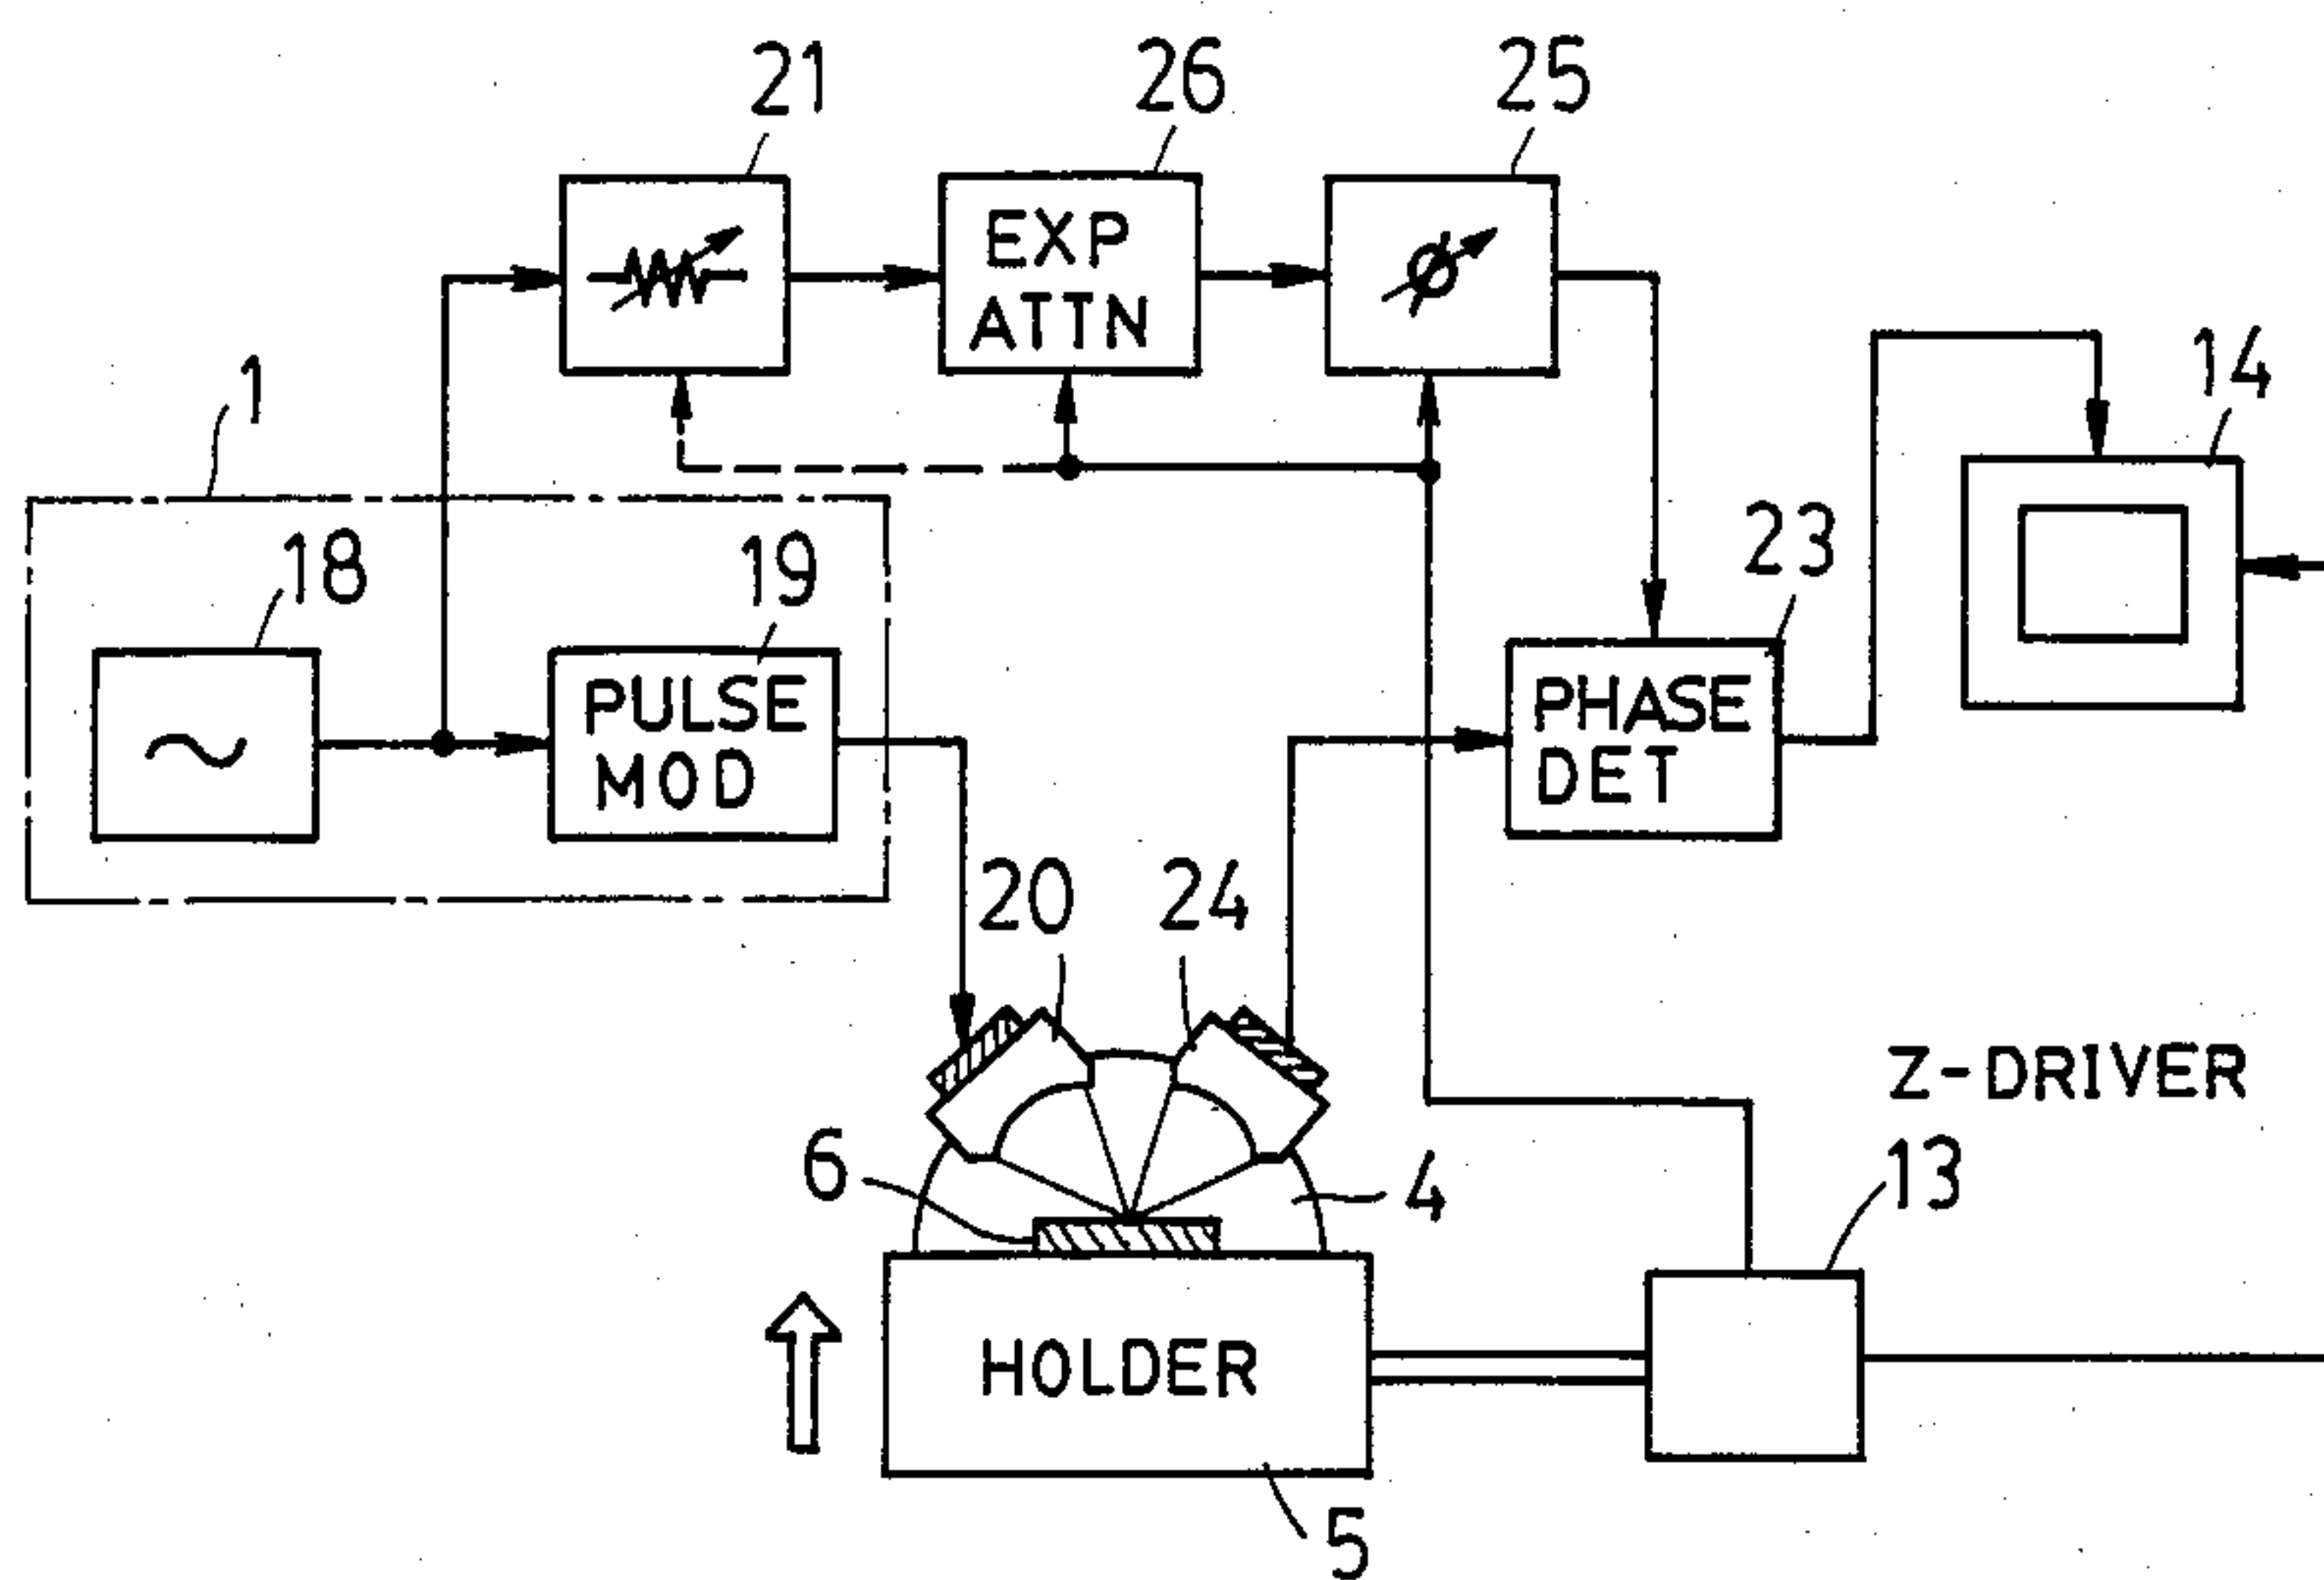 21
26
25
EXP
ATTN
ϕ
1
14
18
19
23
PULSE
MOD
~
PHASE
DET
20
24
Z-DRIVER
6
4
13
HOLDER
5